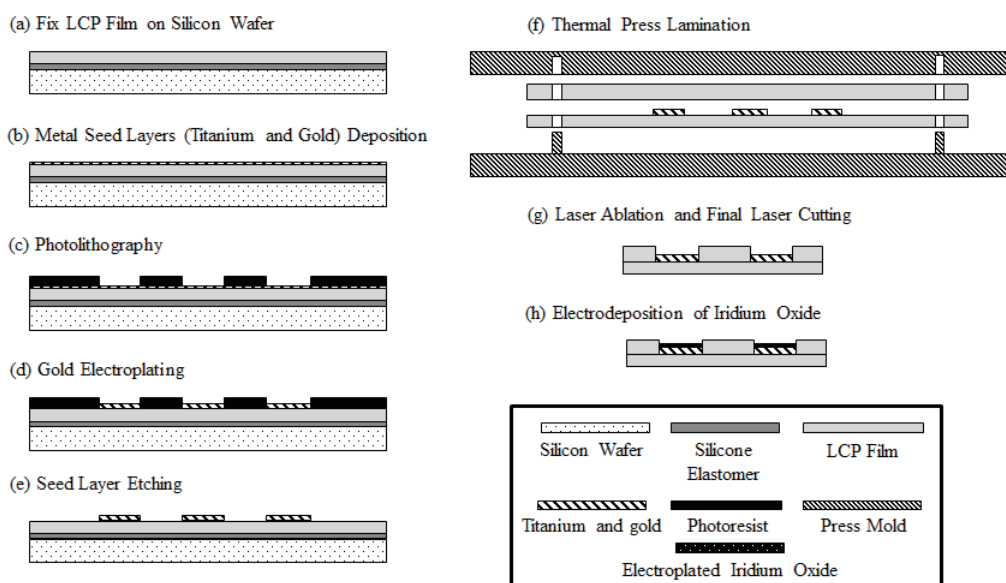 (a) Fix LCP Film on Silicon Wafer
(b) Metal Seed Layers (Titanium and Gold) Deposition
(c) Photolithography
(d) Gold Electroplating
(e) Seed Layer Etching
(f) Thermal Press Lamination
(g) Laser Ablation and Final Laser Cutting
(h) Electrodeposition of Iridium Oxide
Silicon Wafer
Silicone
Elastomer
LCP Film
Titanium and gold
Photoresist
Press Mold
Electroplated Iridium Oxide